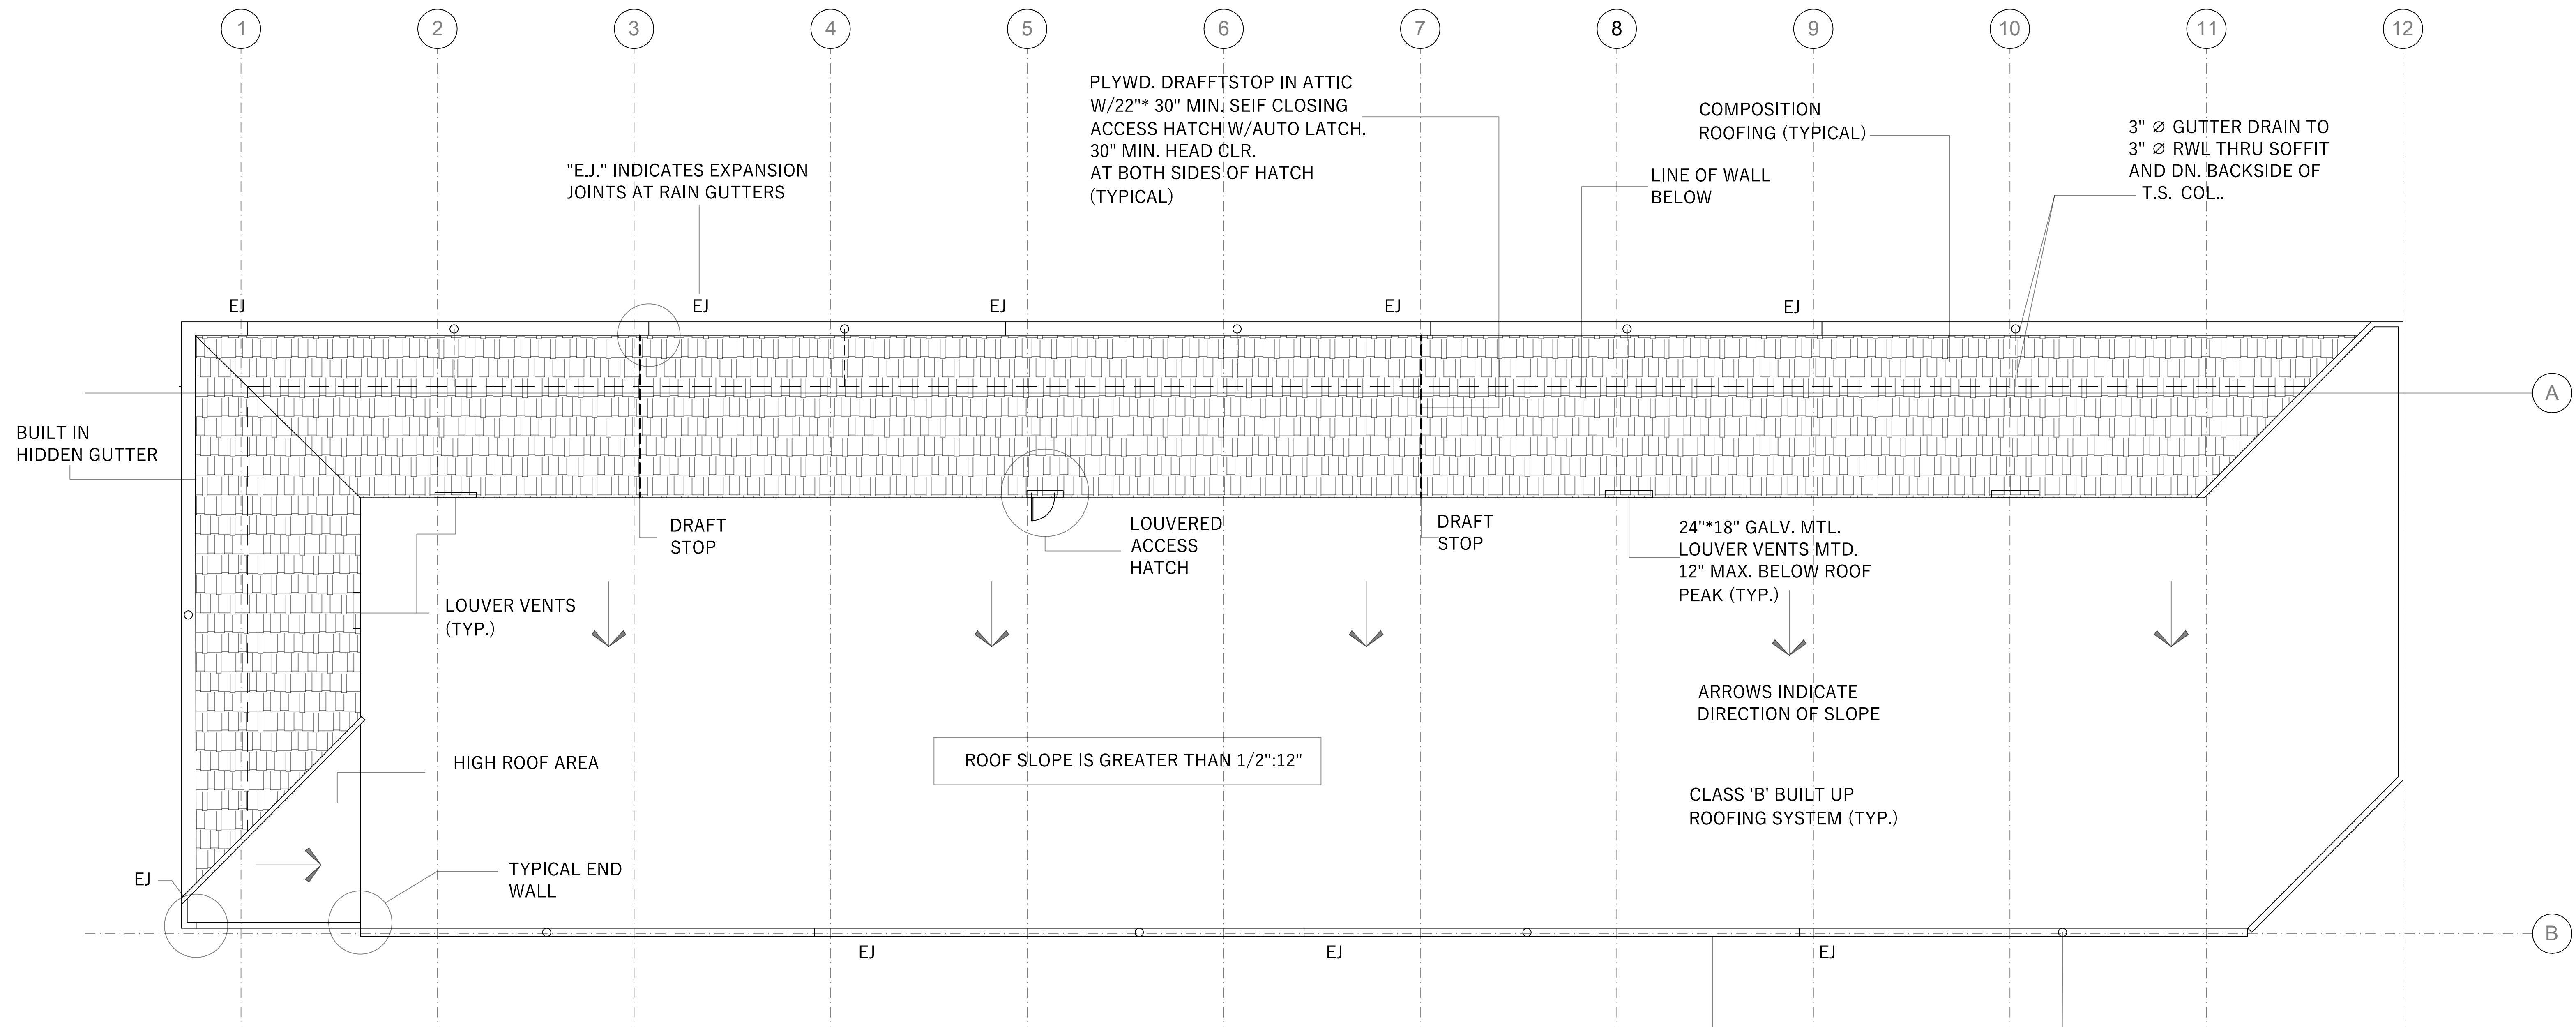 1
2
3
4
5
6
7
8
9
10
11
12
PLYWD. DRAFFTSTOP IN ATTIC
W/22"* 30" MIN. SEIF CLOSING
ACCESS HATCH W/AUTO LATCH.
30" MIN. HEAD CLR.
AT BOTH SIDES OF HATCH
(TYPICAL)
COMPOSITION
ROOFING (TYPICAL)
3" ∅ GUTTER DRAIN TO
3" ∅ RWL THRU SOFFIT
AND DN. BACKSIDE OF
T.S. COL..
"E.J." INDICATES EXPANSION
JOINTS AT RAIN GUTTERS
LINE OF WALL
BELOW
EJ
EJ
EJ
EJ
EJ
A
BUILT IN
HIDDEN GUTTER
DRAFT
STOP
LOUVERED
ACCESS
HATCH
DRAFT
STOP
24"*18" GALV. MTL.
LOUVER VENTS MTD.
12" MAX. BELOW ROOF
PEAK (TYP.)
LOUVER VENTS
(TYP.)
ARROWS INDICATE
DIRECTION OF SLOPE
HIGH ROOF AREA
ROOF SLOPE IS GREATER THAN 1/2":12"
CLASS 'B' BUILT UP
ROOFING SYSTEM (TYP.)
TYPICAL END
WALL
EJ
B
EJ
EJ
EJ